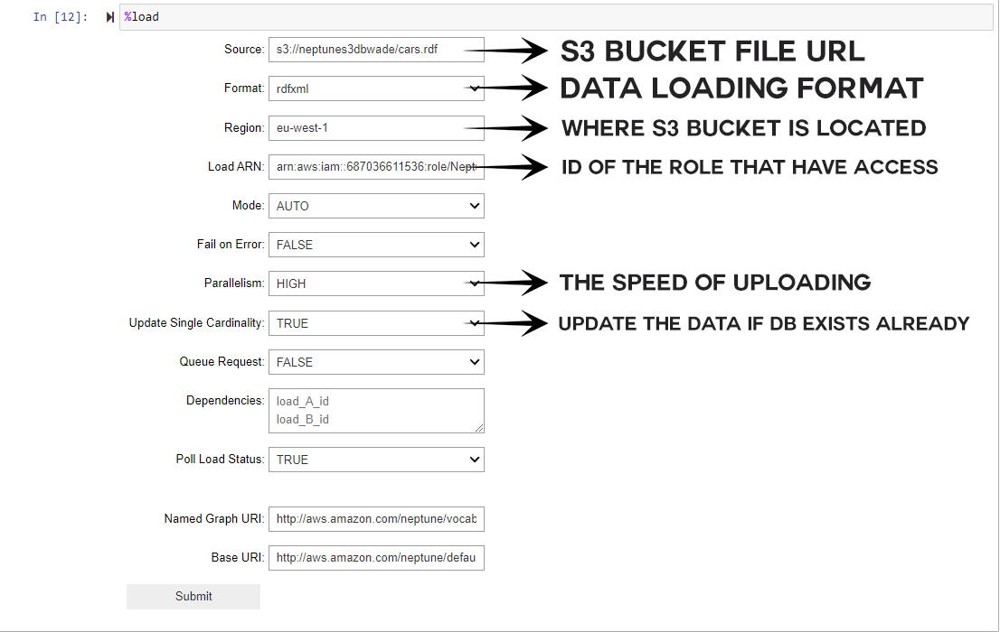 In [12]: %load
Source: s3://neptunes3dbwade/cars.rdf S3 BUCKET FILE URL
Format: rdfxml DATA LOADING FORMAT
Region: eu-west-1 WHERE S3 BUCKET IS LOCATED
Load ARN: arn:aws:iam::687036611536:role/Nept ID OF THE ROLE THAT HAVE ACCESS
Mode: AUTO
Fail on Error: FALSE
Parallelism: HIGH THE SPEED OF UPLOADING
Update Single Cardinality: TRUE UPDATE THE DATA IF DB EXISTS ALREADY
Queue Request: FALSE
Dependencies: load_A_id
load_B_id
Poll Load Status: TRUE
Named Graph URI: http://aws.amazon.com/neptune/vocab
Base URI: http://aws.amazon.com/neptune/defau
Submit